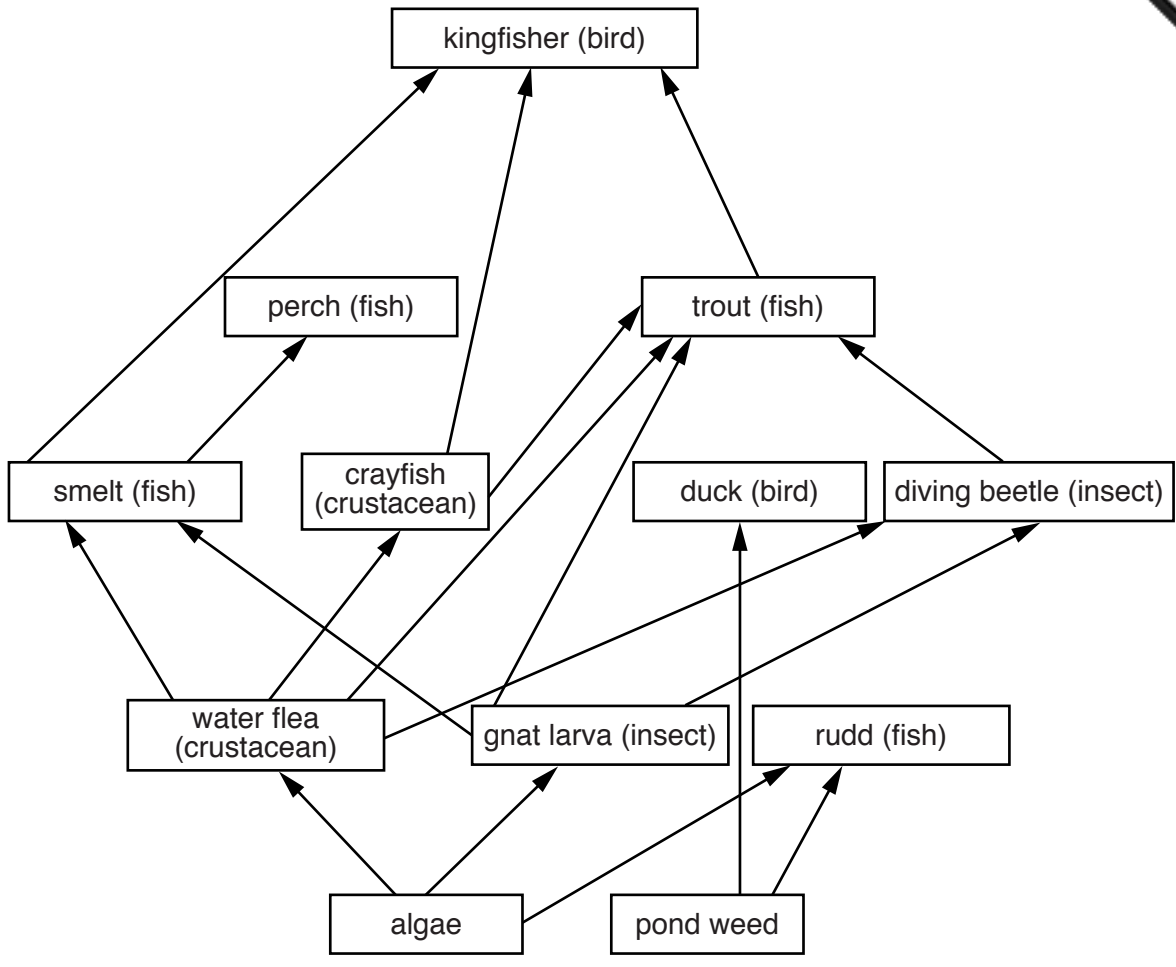 kingfisher (bird)
perch (fish)
trout (fish)
smelt (fish)
crayfish
(crustacean)
duck (bird)
diving beetle (insect)
water flea
(crustacean)
gnat larva (insect)
rudd (fish)
algae
pond weed